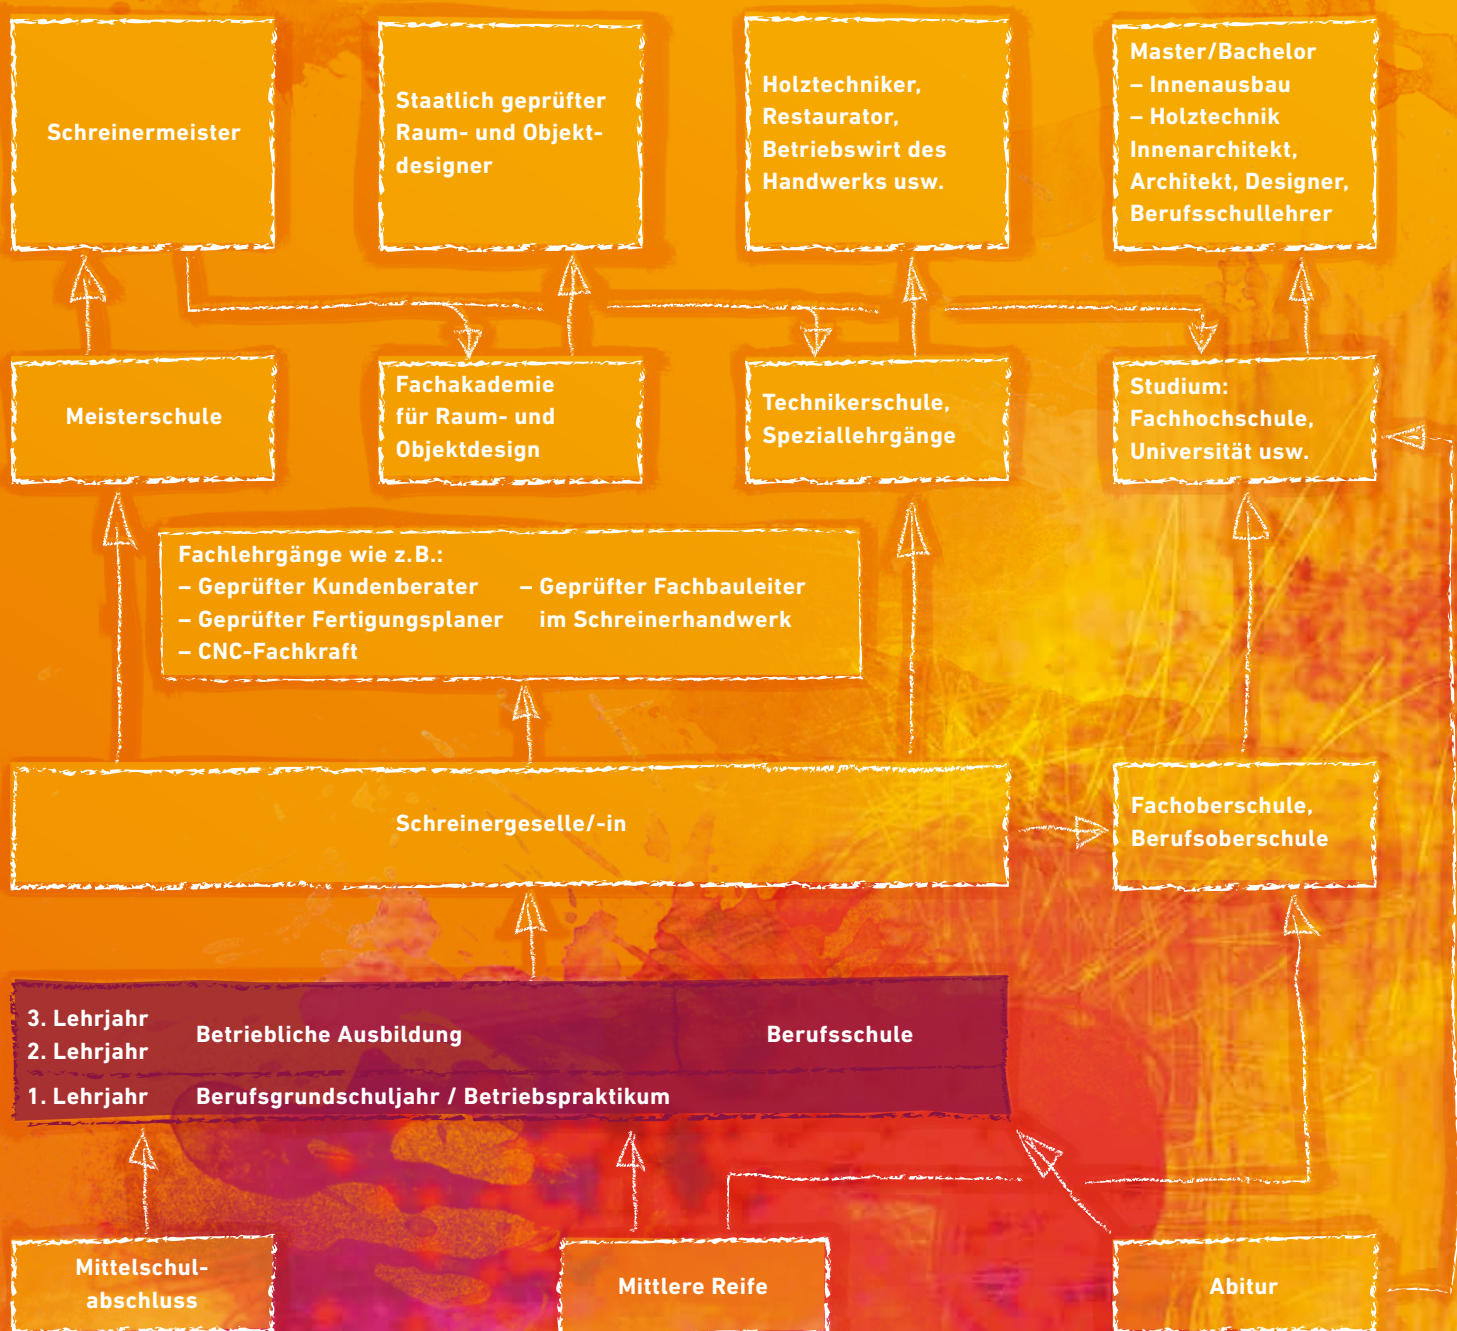 Schreinermeister
Staatlich geprüfter
Raum- und Objekt-
designer
Holztechniker,
Restaurator,
Betriebswirt des
Handwerks usw.
Master/Bachelor
– Innenausbau
– Holztechnik
Innenarchitekt,
Architekt, Designer,
Berufsschullehrer
Meisterschule
Fachakademie
für Raum- und
Objektdesign
Technikerschule,
Speziallehrgänge
Studium:
Fachhochschule,
Universität usw.
Fachlehrgänge wie z.B.:
– Geprüfter Kundenberater
– Geprüfter Fertigungsplaner
– CNC-Fachkraft
– Geprüfter Fachbauleiter
im Schreinerhandwerk
Schreinergeselle/-in
Fachoberschule,
Berufsoberschule
3. Lehrjahr
2. Lehrjahr
Betriebliche Ausbildung
Berufsschule
1. Lehrjahr
Berufsgrundschuljahr / Betriebspraktikum
Mittelschul-
abschluss
Mittlere Reife
Abitur